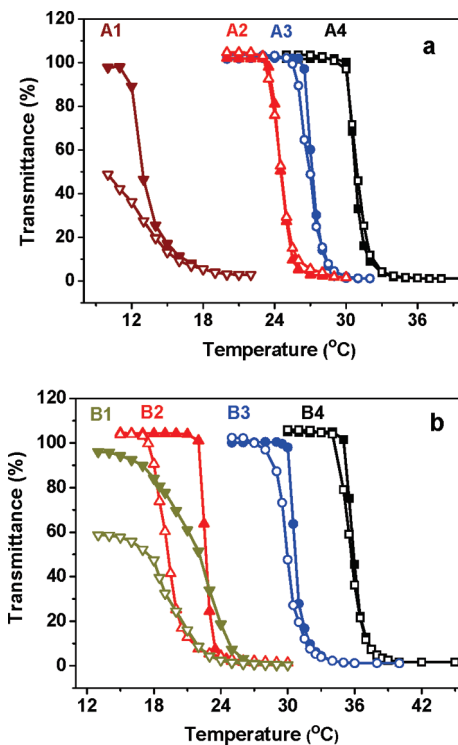 A1 A2 A3 A4
a
120
100
80
60
40
20
0
Transmittance (%)
12 18 24 30 36
Temperature (°C)
B1 B2 B3 B4
b
120
100
80
60
40
20
0
Transmittance (%)
12 18 24 30 36 42
Temperature (°C)